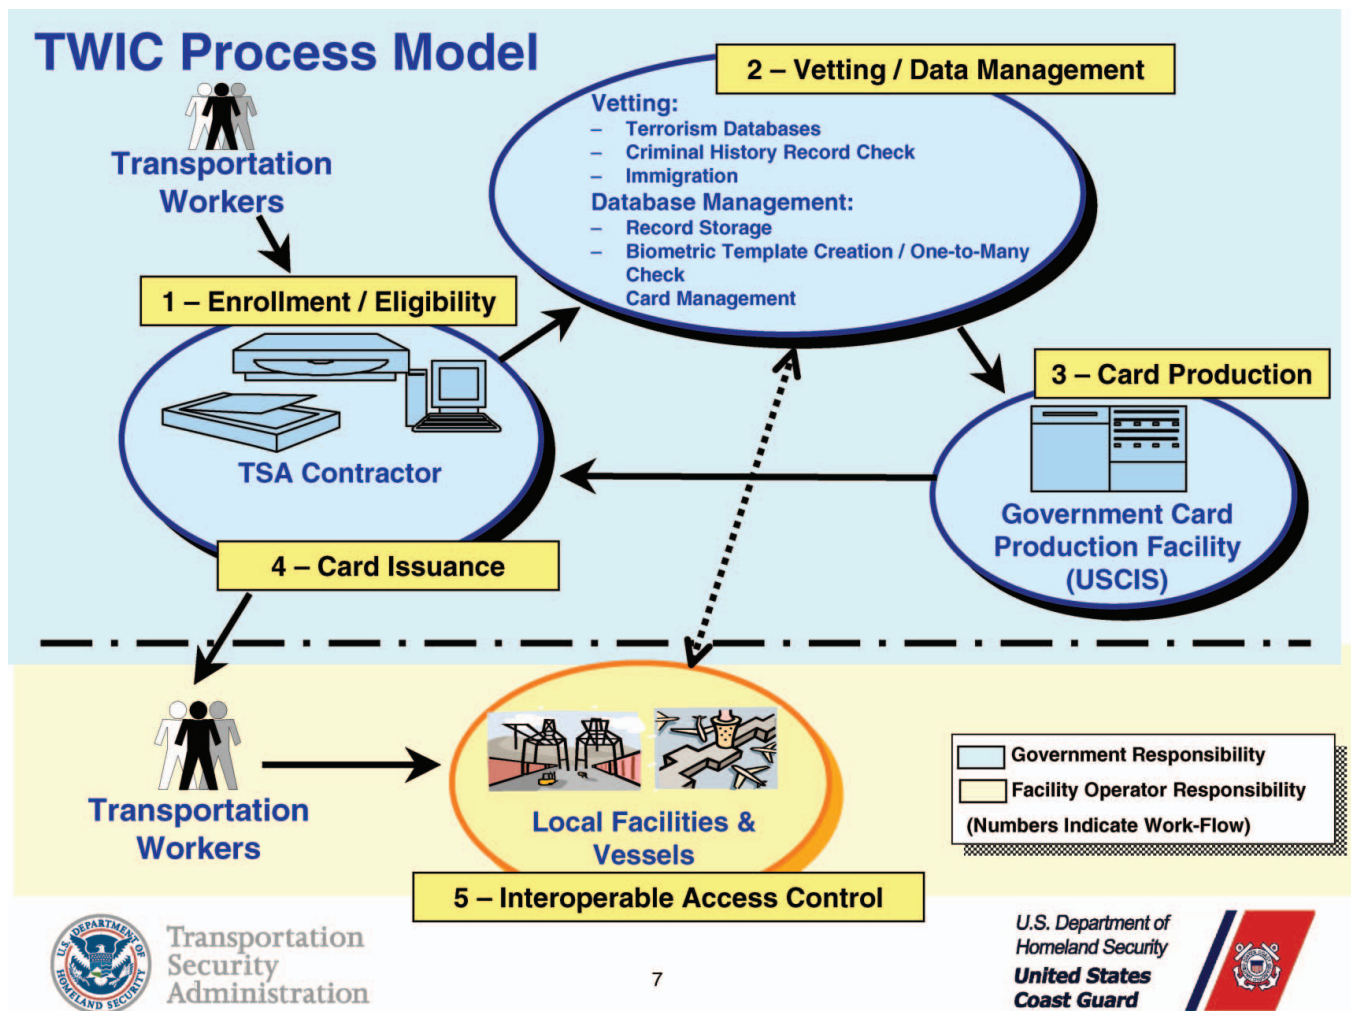 TWIC Process Model
2 – Vetting / Data Management
Transportation
Workers
Vetting:
– Terrorism Databases
– Criminal History Record Check
– Immigration
Database Management:
– Record Storage
– Biometric Template Creation / One-to-Many
Check
Card Management
1 – Enrollment / Eligibility
TSA Contractor
3 – Card Production
Government Card
Production Facility
(USCIS)
4 – Card Issuance
Transportation
Workers
Local Facilities &
Vessels
5 – Interoperable Access Control
Government Responsibility
Facility Operator Responsibility
(Numbers Indicate Work-Flow)
U.S. DEPARTMENT OF
HOMELAND SECURITY
Transportation
Security
Administration
7
U.S. Department of
Homeland Security
United States
Coast Guard